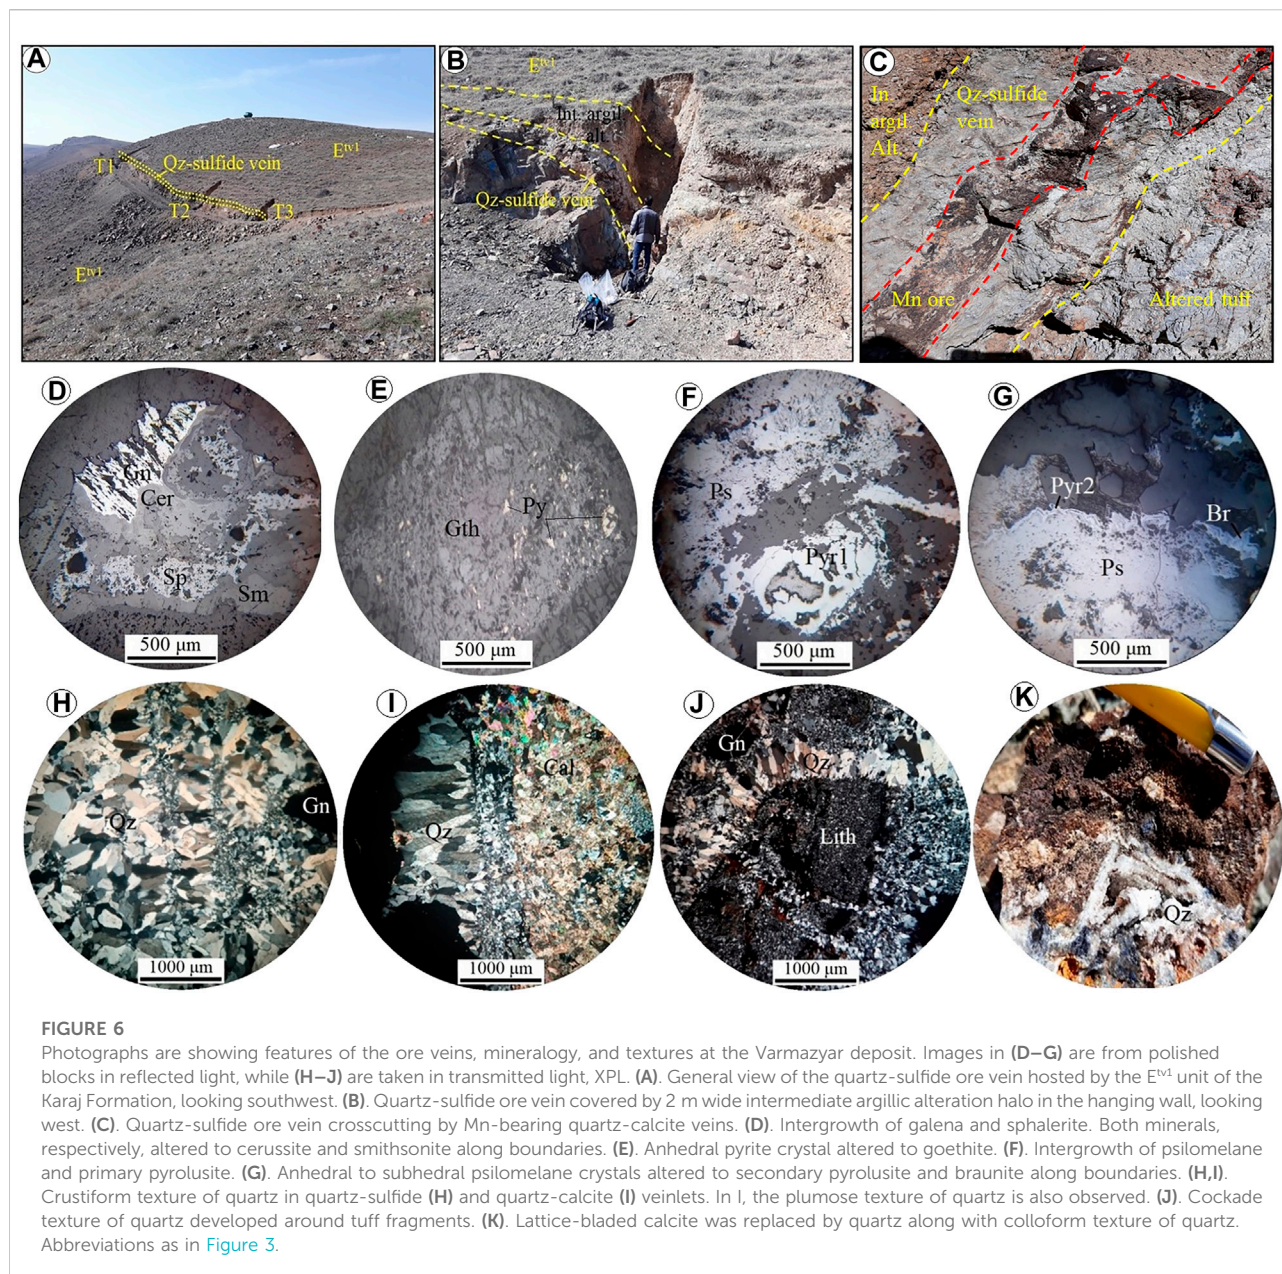 A
E^tv1
Qz-sulfide vein
T1
T2
T3
E^tv1
B
E^tv1
Int- argil.
alt
Qz-sulfide vein
C
In
argil.
Alt.
Qz-sulfide
vein
Mn ore
Altered tuff
D
Gn
Cer
Sp
Sm
500 µm
E
Py
Gth
500 µm
F
Ps
Pyr1
500 µm
G
Pyr2
Br
Ps
500 µm
H
Gn
Qz
1000 µm
I
Cal
Qz
1000 µm
J
Gn
Qz
Lith
1000 µm
K
Qz
FIGURE 6
Photographs are showing features of the ore veins, mineralogy, and textures at the Varmazyar deposit. Images in (D–G) are from polished
blocks in reflected light, while (H–J) are taken in transmitted light, XPL. (A). General view of the quartz-sulfide ore vein hosted by the E^tv1 unit of the
Karaj Formation, looking southwest. (B). Quartz-sulfide ore vein covered by 2 m wide intermediate argillic alteration halo in the hanging wall, looking
west. (C). Quartz-sulfide ore vein crosscutting by Mn-bearing quartz-calcite veins. (D). Intergrowth of galena and sphalerite. Both minerals,
respectively, altered to cerussite and smithsonite along boundaries. (E). Anhedral pyrite crystal altered to goethite. (F). Intergrowth of psilomelane
and primary pyrolusite. (G). Anhedral to subhedral psilomelane crystals altered to secondary pyrolusite and braunite along boundaries. (H,I).
Crustiform texture of quartz in quartz-sulfide (H) and quartz-calcite (I) veinlets. In I, the plumose texture of quartz is also observed. (J). Cockade
texture of quartz developed around tuff fragments. (K). Lattice-bladed calcite was replaced by quartz along with colloform texture of quartz.
Abbreviations as in Figure 3.